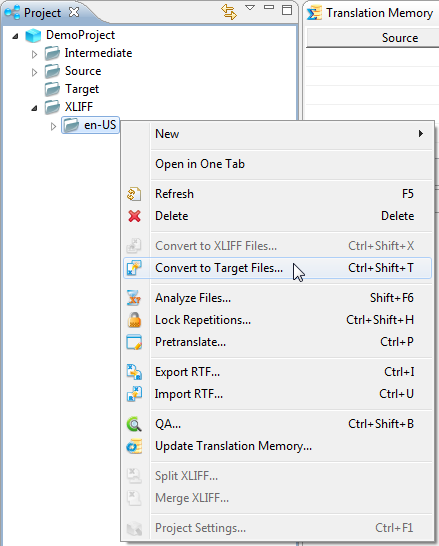 Project
Translation Memory
Source
DemoProject
Intermediate
Source
Target
XLIFF
en-US
New
Open in One Tab
Refresh F5
Delete Delete
Convert to XLIFF Files... Ctrl+Shift+X
Convert to Target Files... Ctrl+Shift+T
Analyze Files... Shift+F6
Lock Repetitions... Ctrl+Shift+H
Pretranslate... Ctrl+P
Export RTF... Ctrl+I
Import RTF... Ctrl+U
QA... Ctrl+Shift+B
Update Translation Memory...
Split XLIFF...
Merge XLIFF...
Project Settings... Ctrl+F1